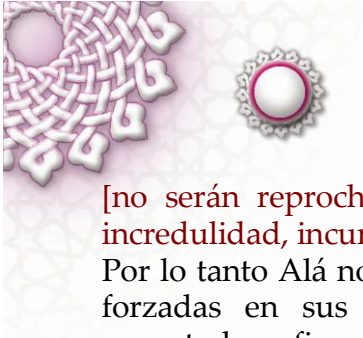 [no serán reproch
incredulidad, incur
Por lo tanto Alá no
forzadas en sus